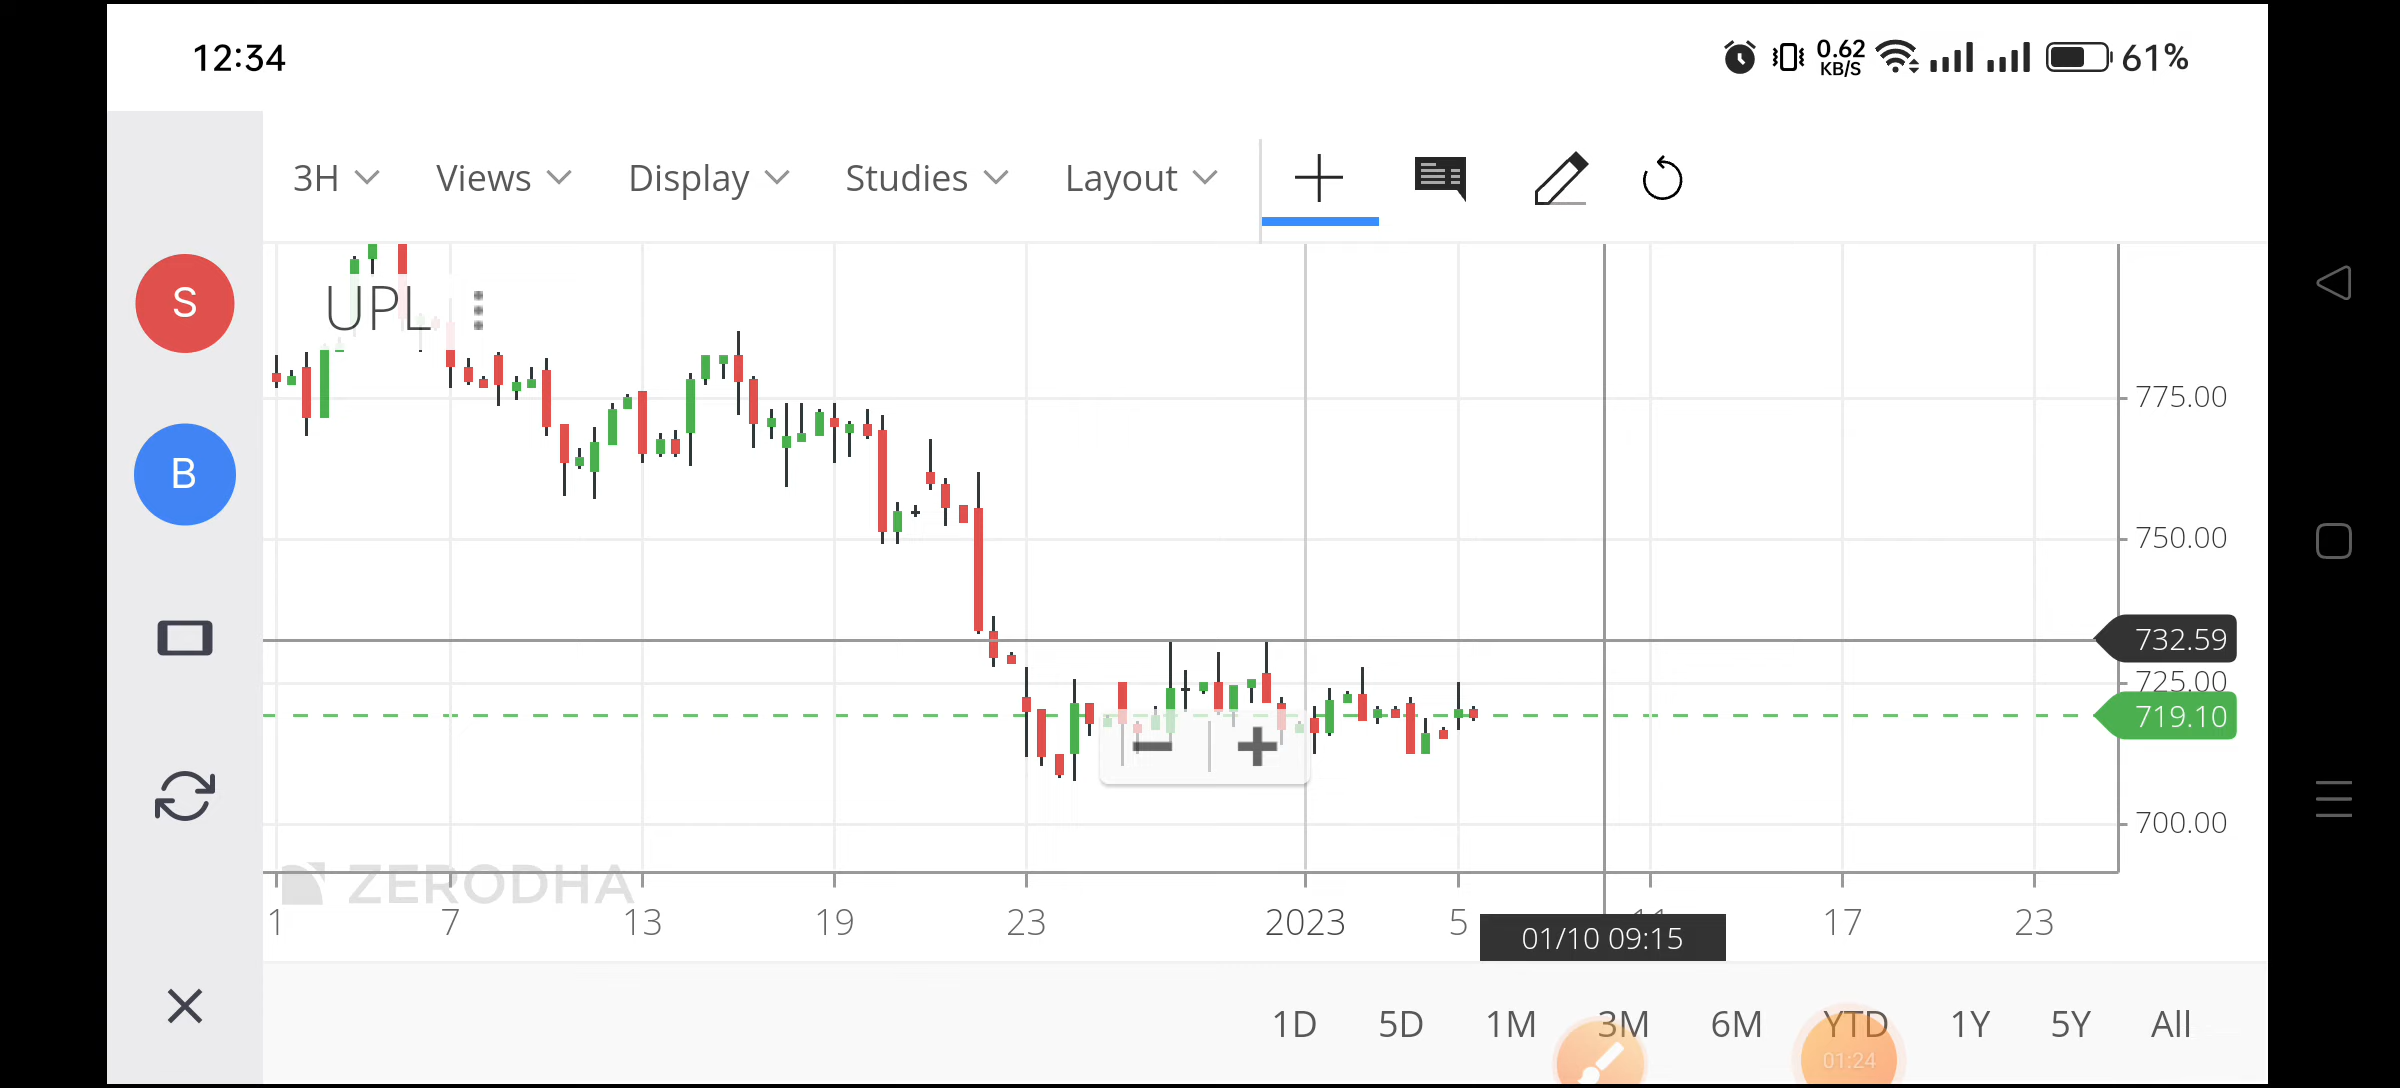 12:34
0.62
KB/S
61%
3H Views Display Studies Layout
S
UPL
B
775.00
750.00
732.59
725.00
719.10
700.00
ZERODHA
1 7 13 19 23 2023 5 11 17 23
01/10 09:15
1D 5D 1M 3M 6M YTD 1Y 5Y All
01:24